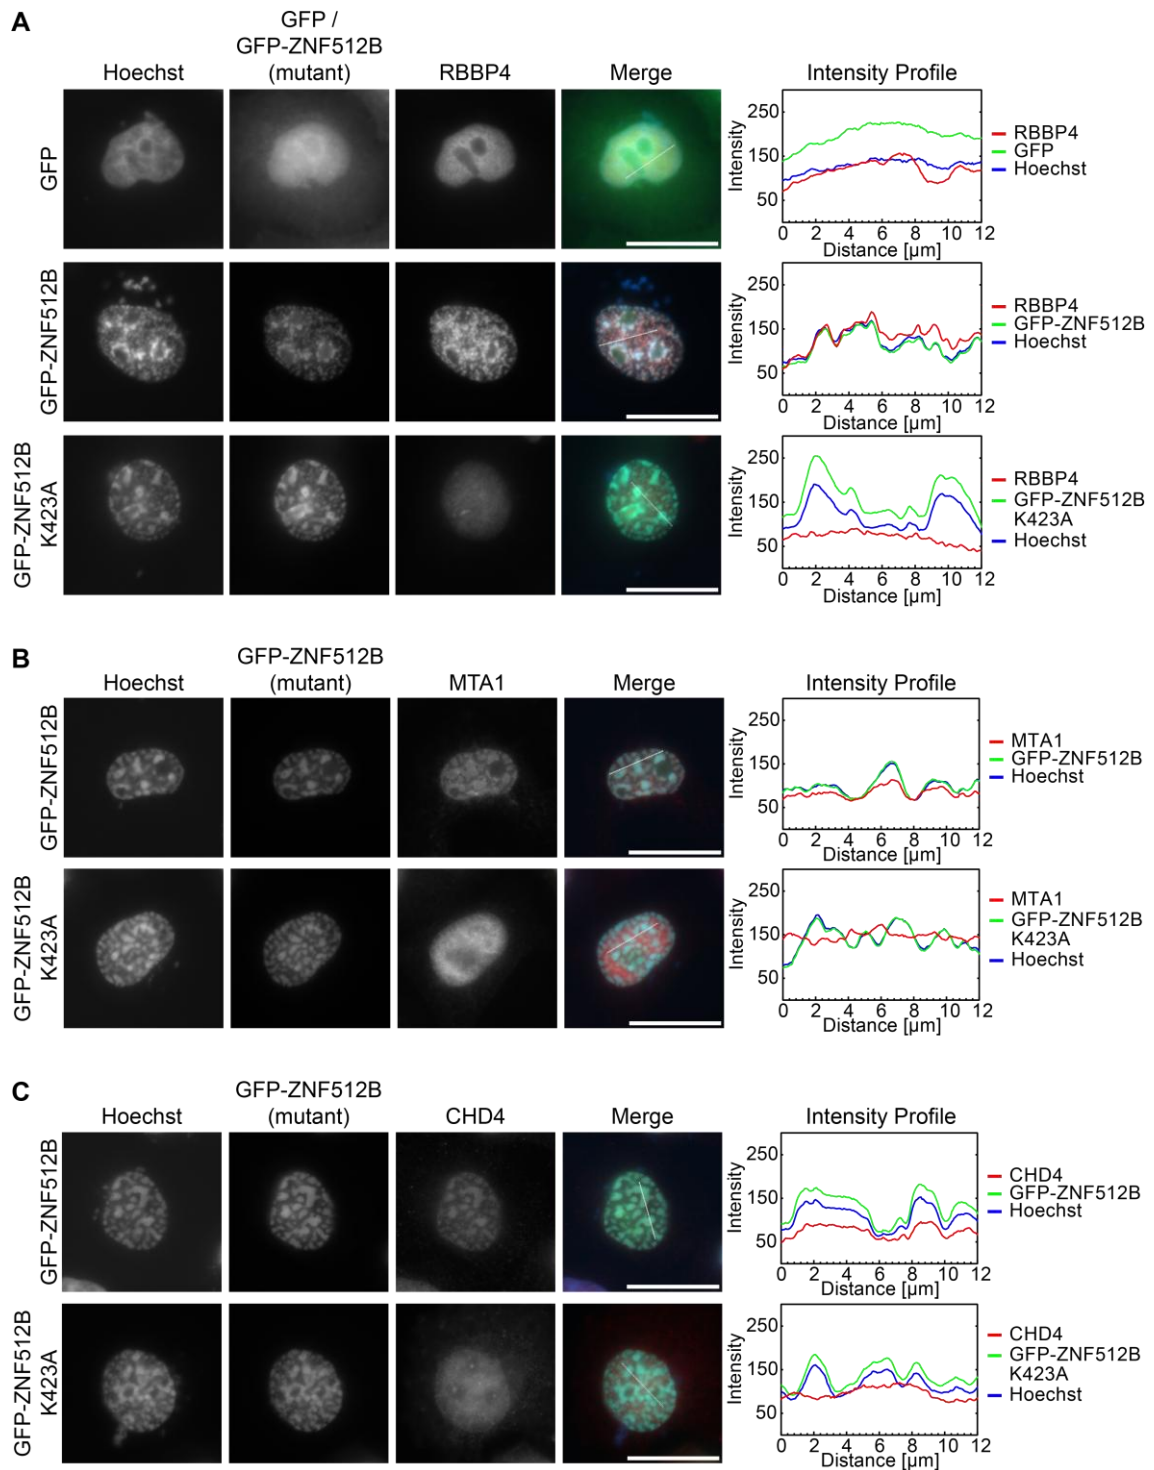 A
GFP /
GFP-ZNF512B
(mutant)
Hoechst
RBBP4
Merge
Intensity Profile
GFP
Intensity
250
150
50
0 2 4 6 8 10 12
Distance [µm]
RBBP4
GFP
Hoechst
GFP-ZNF512B
Intensity
250
150
50
0 2 4 6 8 10 12
Distance [µm]
RBBP4
GFP-ZNF512B
Hoechst
GFP-ZNF512B
K423A
Intensity
250
150
50
0 2 4 6 8 10 12
Distance [µm]
RBBP4
GFP-ZNF512B
K423A
Hoechst
B
GFP-ZNF512B
(mutant)
Hoechst
MTA1
Merge
Intensity Profile
GFP-ZNF512B
Intensity
250
150
50
0 2 4 6 8 10 12
Distance [µm]
MTA1
GFP-ZNF512B
Hoechst
GFP-ZNF512B
K423A
Intensity
250
150
50
0 2 4 6 8 10 12
Distance [µm]
MTA1
GFP-ZNF512B
K423A
Hoechst
C
GFP-ZNF512B
(mutant)
Hoechst
CHD4
Merge
Intensity Profile
GFP-ZNF512B
Intensity
250
150
50
0 2 4 6 8 10 12
Distance [µm]
CHD4
GFP-ZNF512B
Hoechst
GFP-ZNF512B
K423A
Intensity
250
150
50
0 2 4 6 8 10 12
Distance [µm]
CHD4
GFP-ZNF512B
K423A
Hoechst